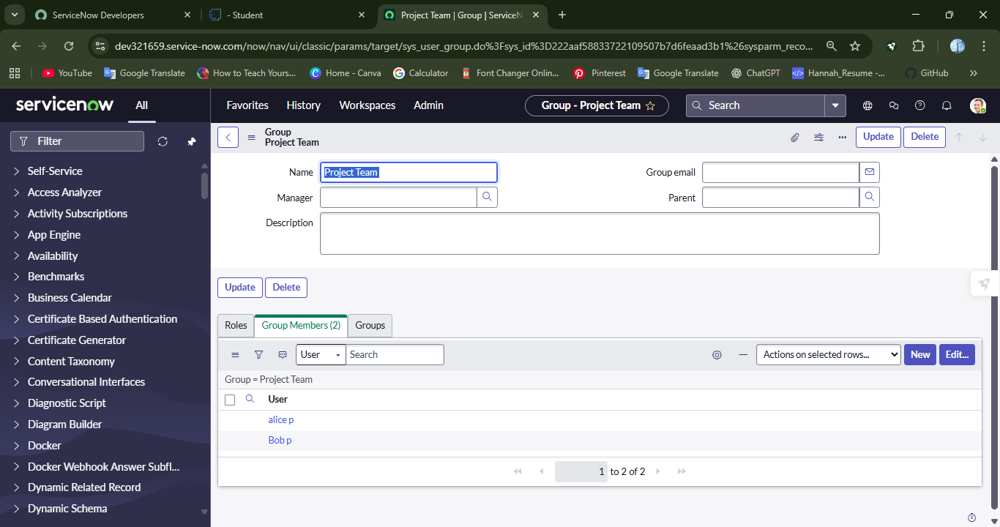 ServiceNow Developers
- Student
Project Team | Group | ServiceN
dev321659.service-now.com/now/nav/ui/classic/params/target/sys_user_group.do%3Fsys_id%3D222aaf58833722109507b7d6feaad3b1%26sysparm_reco...
YouTube
Google Translate
How to Teach Yours...
Home - Canva
Calculator
Font Changer Onlin...
Pinterest
Google Translate
ChatGPT
Hannah_Resume -...
GitHub
servicenow
All
Favorites
History
Workspaces
Admin
Group - Project Team
Search
Filter
Self-Service
Access Analyzer
Activity Subscriptions
App Engine
Availability
Benchmarks
Business Calendar
Certificate Based Authentication
Certificate Generator
Content Taxonomy
Conversational Interfaces
Diagnostic Script
Diagram Builder
Docker
Docker Webhook Answer Subfl...
Dynamic Related Record
Dynamic Schema
Group
Project Team
Update
Delete
Name
Project Team
Group email
Manager
Parent
Description
Update
Delete
Roles
Group Members (2)
Groups
User
Search
Actions on selected rows...
New
Edit...
Group = Project Team
User
alice p
Bob p
1 to 2 of 2